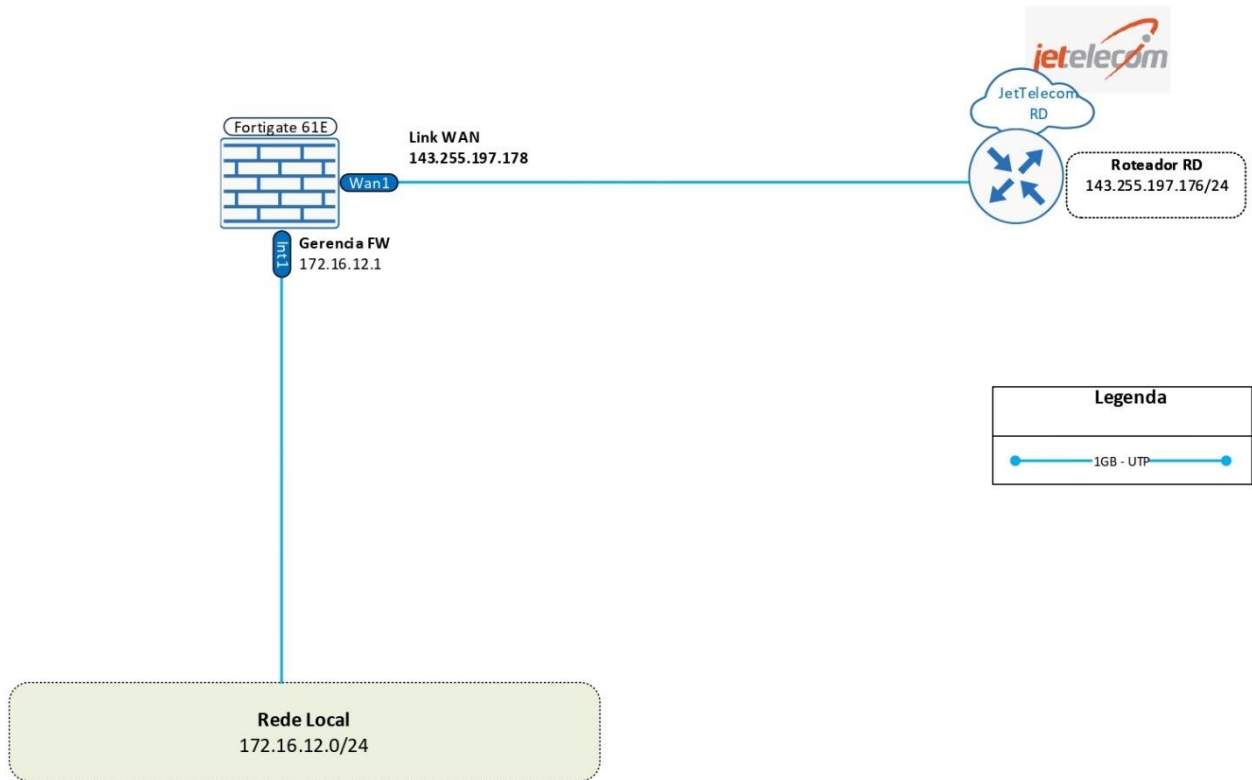 jetelecom
JetTelecom
RD
Fortigate 61E
Link WAN
143.255.197.178
Wan1
Roteador RD
143.255.197.176/24
Int1
Gerencia FW
172.16.12.1
Legenda
1GB - UTP
Rede Local
172.16.12.0/24